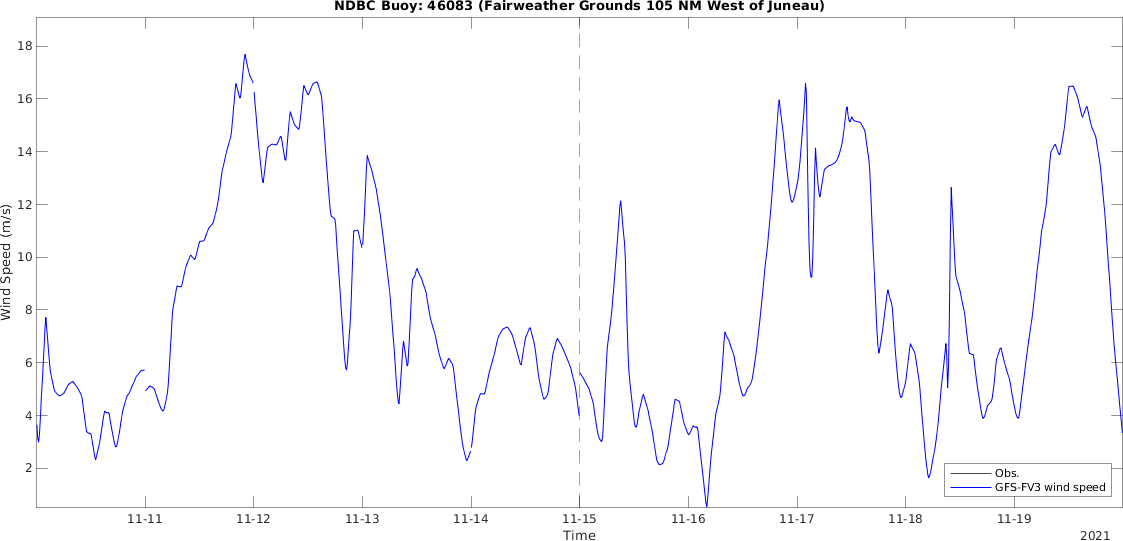 NDBC Buoy: 46083 (Fairweather Grounds 105 NM West of Juneau)
18
16
14
12
10
8
6
4
2
Wind Speed (m/s)
Obs.
GFS-FV3 wind speed
11-11 11-12 11-13 11-14 11-15 11-16 11-17 11-18 11-19
Time
2021